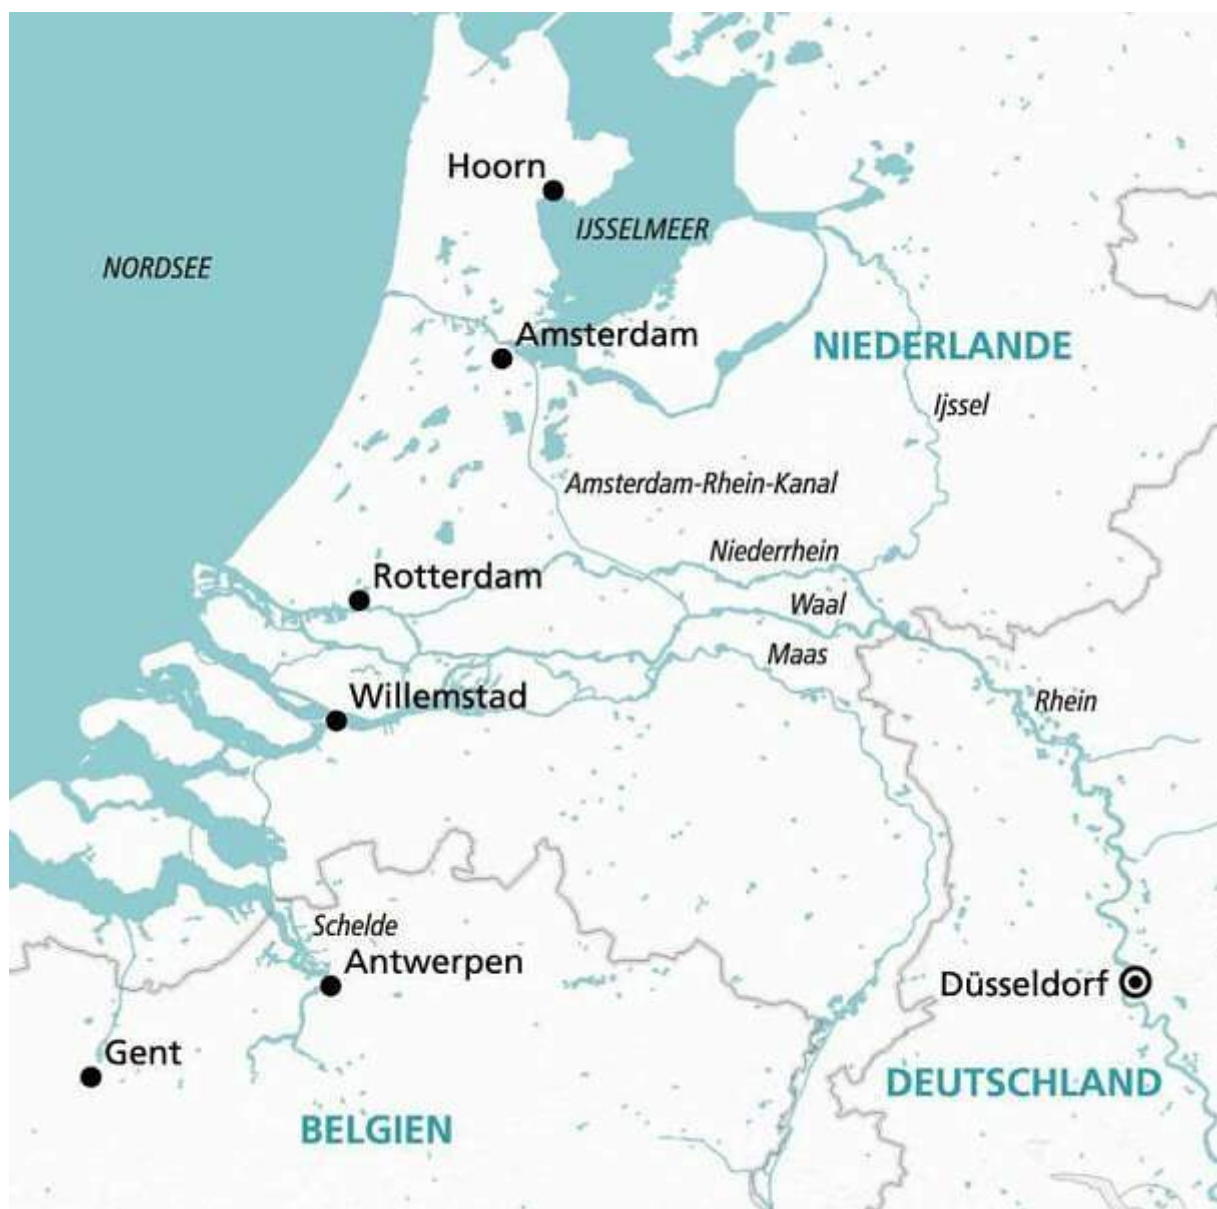 Hoorn
IJSSELMEER
NORDSEE
Amsterdam
NIEDERLANDE
Ijssel
Amsterdam-Rhein-Kanal
Niederrhein
Rotterdam
Waal
Maas
Willemstad
Rhein
Schelde
Antwerpen
Düsseldorf
Gent
DEUTSCHLAND
BELGIEN